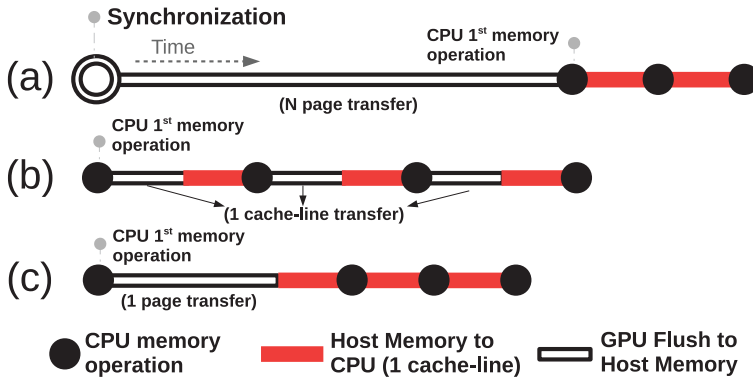 Synchronization
Time
CPU 1st memory
operation
(a)
(N page transfer)
CPU 1st memory
operation
(b)
(1 cache-line transfer)
CPU 1st memory
operation
(c)
(1 page transfer)
CPU memory
operation
Host Memory to
CPU (1 cache-line)
GPU Flush to
Host Memory